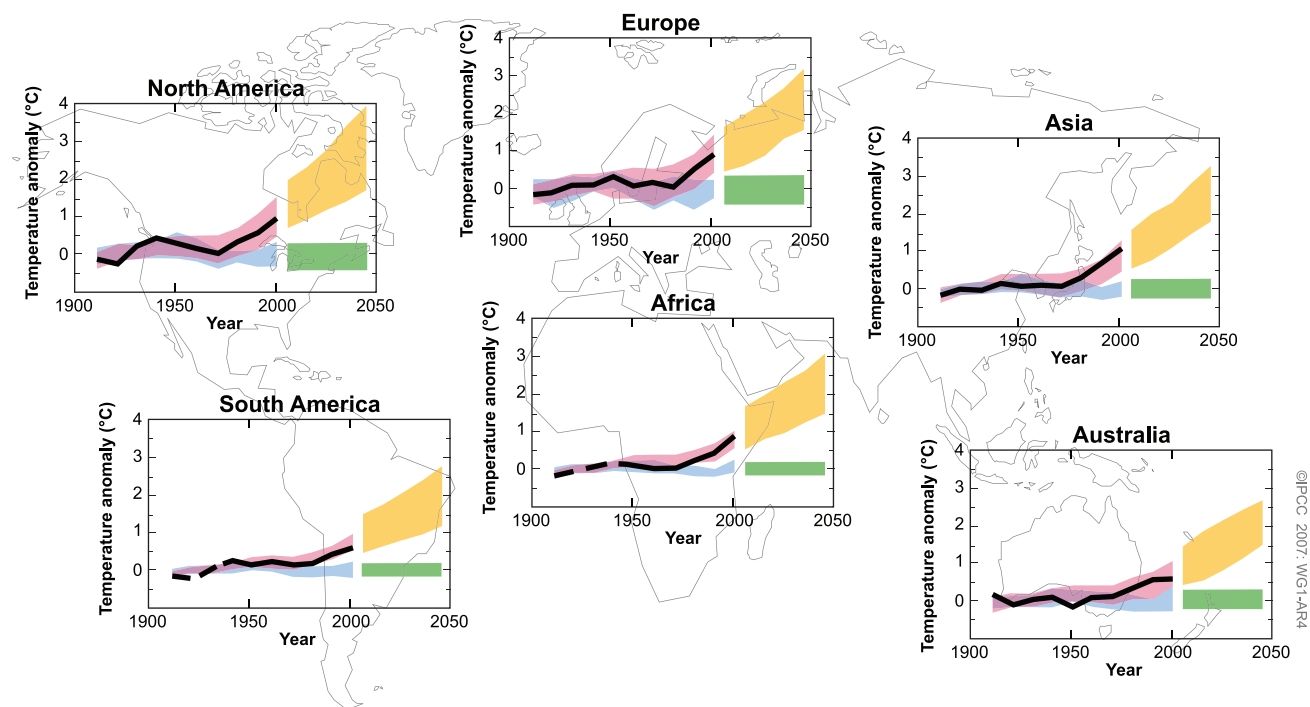 Europe
Temperature anomaly (°C)
4
3
2
1
0
1900
1950
2000
2050
Year
North America
Temperature anomaly (°C)
4
3
2
1
0
1900
1950
2000
2050
Year
Asia
Temperature anomaly (°C)
4
3
2
1
0
1900
1950
2000
2050
Year
Africa
Temperature anomaly (°C)
4
3
2
1
0
1900
1950
2000
2050
Year
South America
Temperature anomaly (°C)
4
3
2
1
0
1900
1950
2000
2050
Year
Australia
Temperature anomaly (°C)
4
3
2
1
0
1900
1950
2000
2050
Year
©IPCC 2007: WG1-AR4